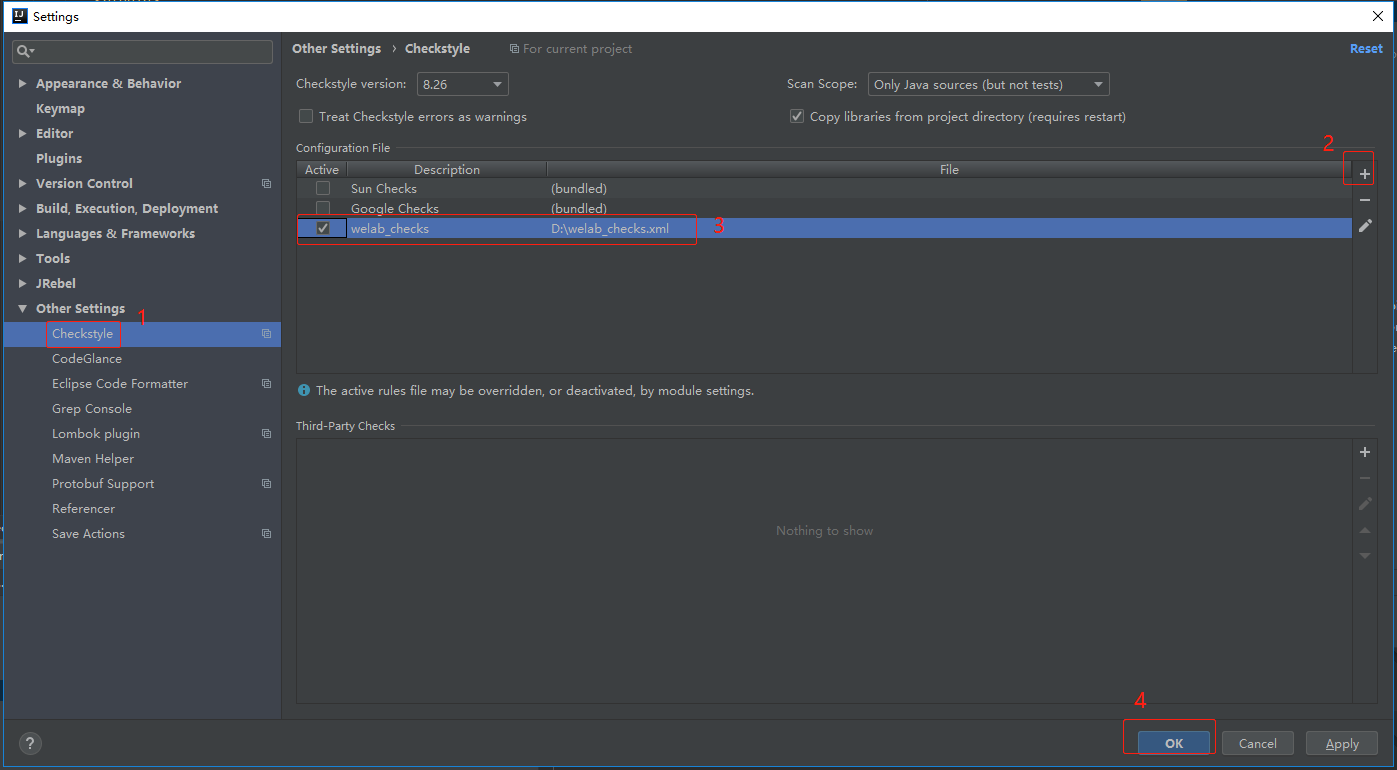 Settings
Other Settings › Checkstyle For current project Reset
Appearance & Behavior
Keymap
Editor
Plugins
Version Control
Build, Execution, Deployment
Languages & Frameworks
Tools
JRebel
Other Settings
1
Checkstyle
CodeGlance
Eclipse Code Formatter
Grep Console
Lombok plugin
Maven Helper
Protobuf Support
Referencer
Save Actions
Checkstyle version: 8.26 Scan Scope: Only Java sources (but not tests)
Treat Checkstyle errors as warnings Copy libraries from project directory (requires restart)
Configuration File
2
Active Description File
Sun Checks (bundled)
Google Checks (bundled)
welab_checks D:\welab_checks.xml 3
The active rules file may be overridden, or deactivated, by module settings.
Third-Party Checks
Nothing to show
4
? OK Cancel Apply